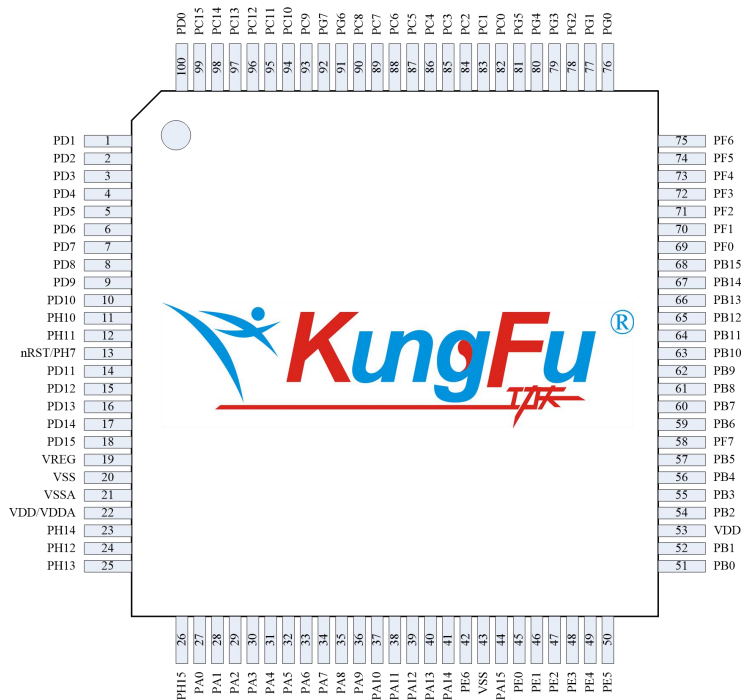 PD0 PC15 PC14 PC13 PC12 PC11 PC10 PC9 PG7 PG6 PC8 PC7 PC6 PC5 PC4 PC3 PC2 PC1 PC0 PG5 PG4 PG3 PG2 PG1 PG0
100 99 98 97 96 95 94 93 92 91 90 89 88 87 86 85 84 83 82 81 80 79 78 77 76
PD1 1 75 PF6
PD2 2 74 PF5
PD3 3 73 PF4
PD4 4 72 PF3
PD5 5 71 PF2
PD6 6 70 PF1
PD7 7 69 PF0
PD8 8 68 PB15
PD9 9 67 PB14
PD10 10 66 PB13
PH10 11 65 PB12
PH11 12 64 PB11
nRST/PH7 13 63 PB10
PD11 14 62 PB9
PD12 15 61 PB8
PD13 16 60 PB7
PD14 17 59 PB6
PD15 18 58 PF7
VREG 19 57 PB5
VSS 20 56 PB4
VSSA 21 55 PB3
VDD/VDDA 22 54 PB2
PH14 23 53 VDD
PH12 24 52 PB1
PH13 25 51 PB0
KungFu ®
26 27 28 29 30 31 32 33 34 35 36 37 38 39 40 41 42 43 44 45 46 47 48 49 50
PH15 PA0 PA1 PA2 PA3 PA4 PA5 PA6 PA7 PA8 PA9 PA10 PA11 PA12 PA13 PA14 PE6 VSS PA15 PE0 PE1 PE2 PE3 PE4 PE5